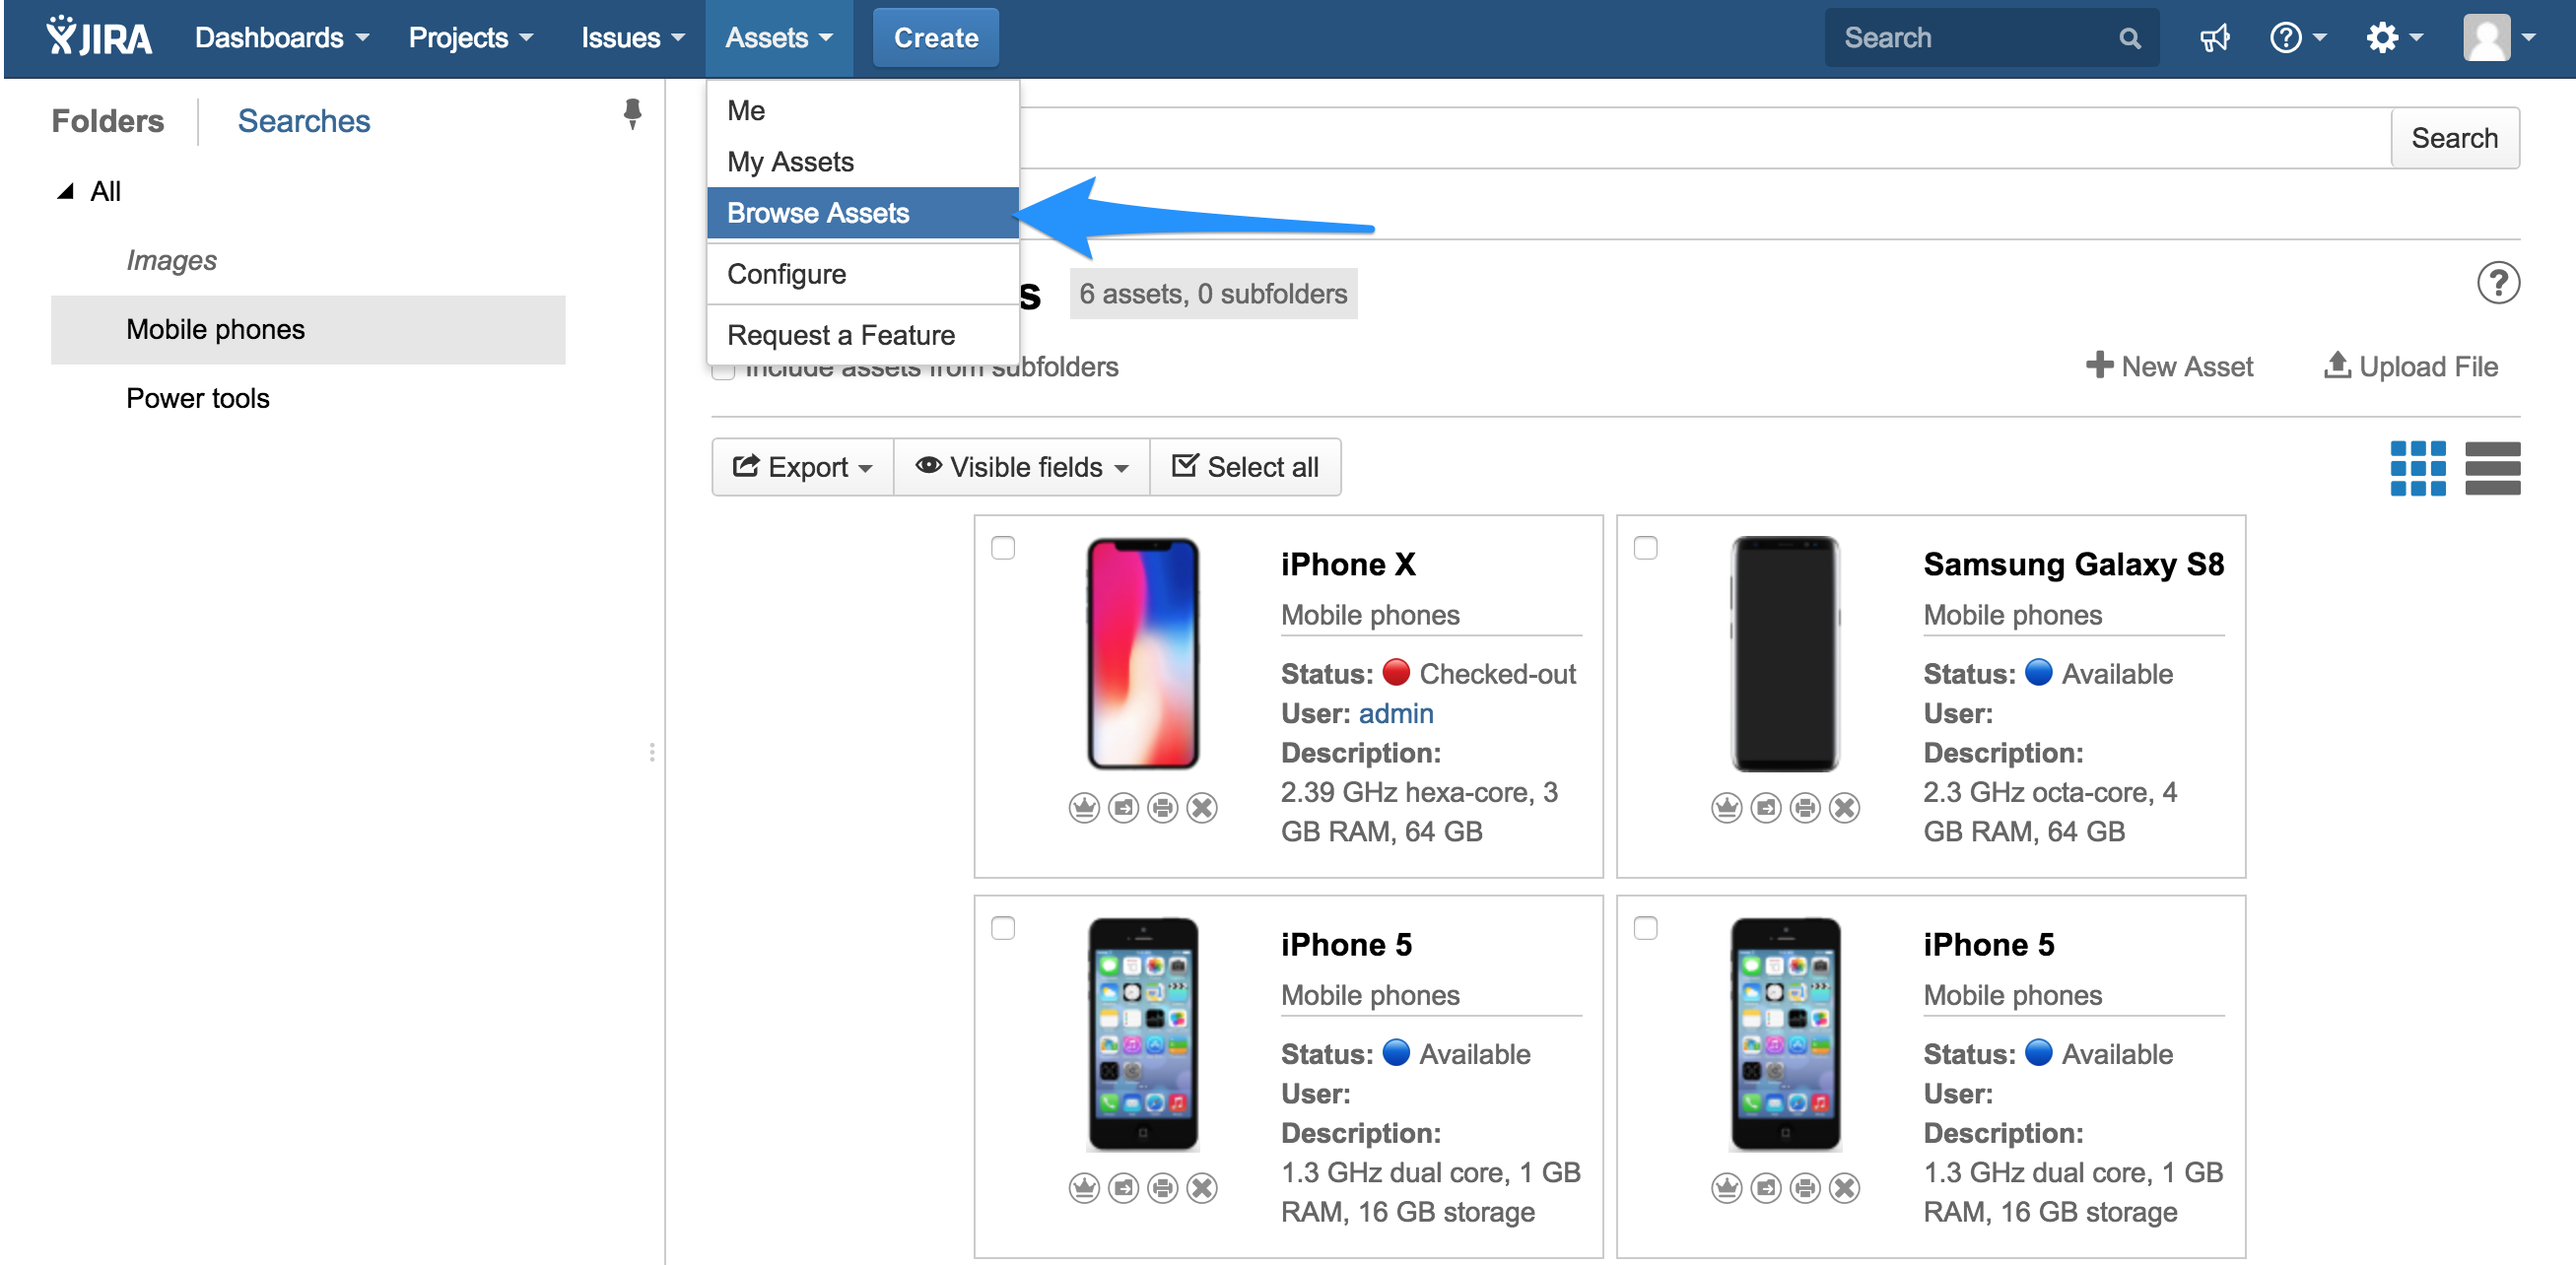 JIRA Dashboards Projects Issues Assets Create Search
Folders Searches
All
Images
Mobile phones
Power tools
Me
My Assets
Browse Assets
Configure
Request a Feature
Search
s 6 assets, 0 subfolders
Include assets from subfolders
New Asset Upload File
Export Visible fields Select all
iPhone X
Mobile phones
Status: Checked-out
User: admin
Description:
2.39 GHz hexa-core, 3
GB RAM, 64 GB
Samsung Galaxy S8
Mobile phones
Status: Available
User:
Description:
2.3 GHz octa-core, 4
GB RAM, 64 GB
iPhone 5
Mobile phones
Status: Available
User:
Description:
1.3 GHz dual core, 1 GB
RAM, 16 GB storage
iPhone 5
Mobile phones
Status: Available
User:
Description:
1.3 GHz dual core, 1 GB
RAM, 16 GB storage